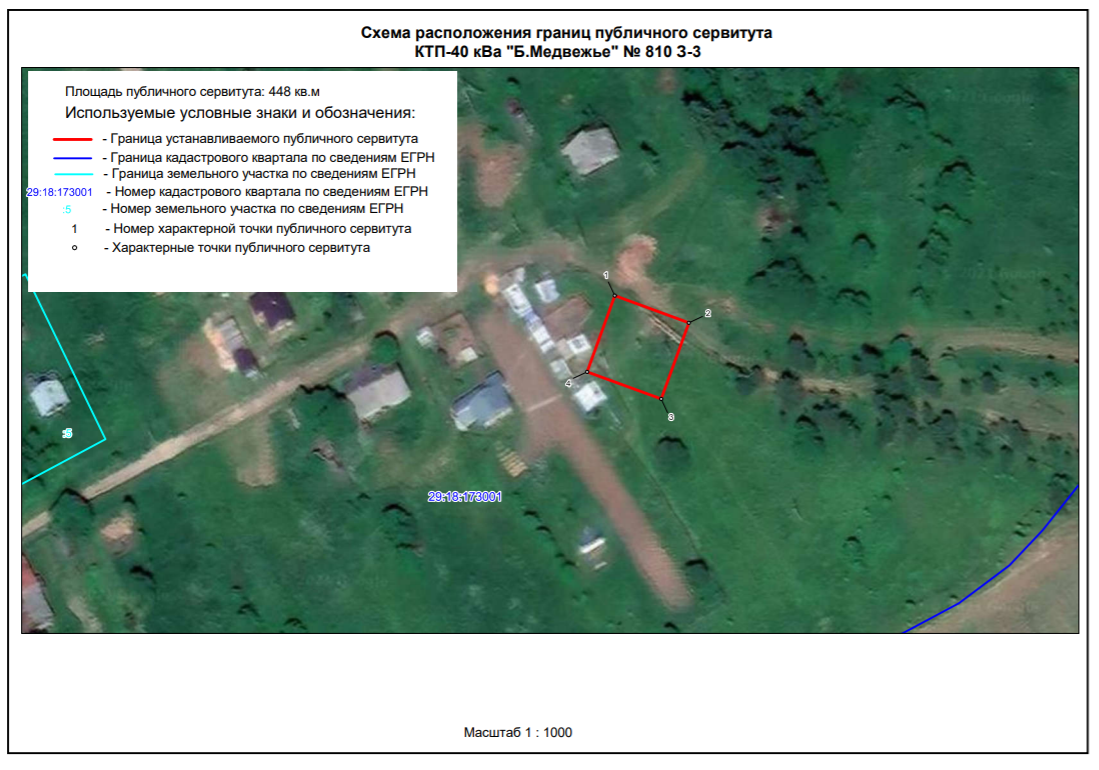 Схема расположения границ публичного сервитута
КТП-40 кВа "Б.Медвежье" № 810 З-3
Площадь публичного сервитута: 448 кв.м
Используемые условные знаки и обозначения:
- Граница устанавливаемого публичного сервитута
- Граница кадастрового квартала по сведениям ЕГРН
- Граница земельного участка по сведениям ЕГРН
29:18:173001 - Номер кадастрового квартала по сведениям ЕГРН
:5 - Номер земельного участка по сведениям ЕГРН
1 - Номер характерной точки публичного сервитута
- Характерные точки публичного сервитута
1
2
4
3
:5
29:18:173001
Масштаб 1 : 1000